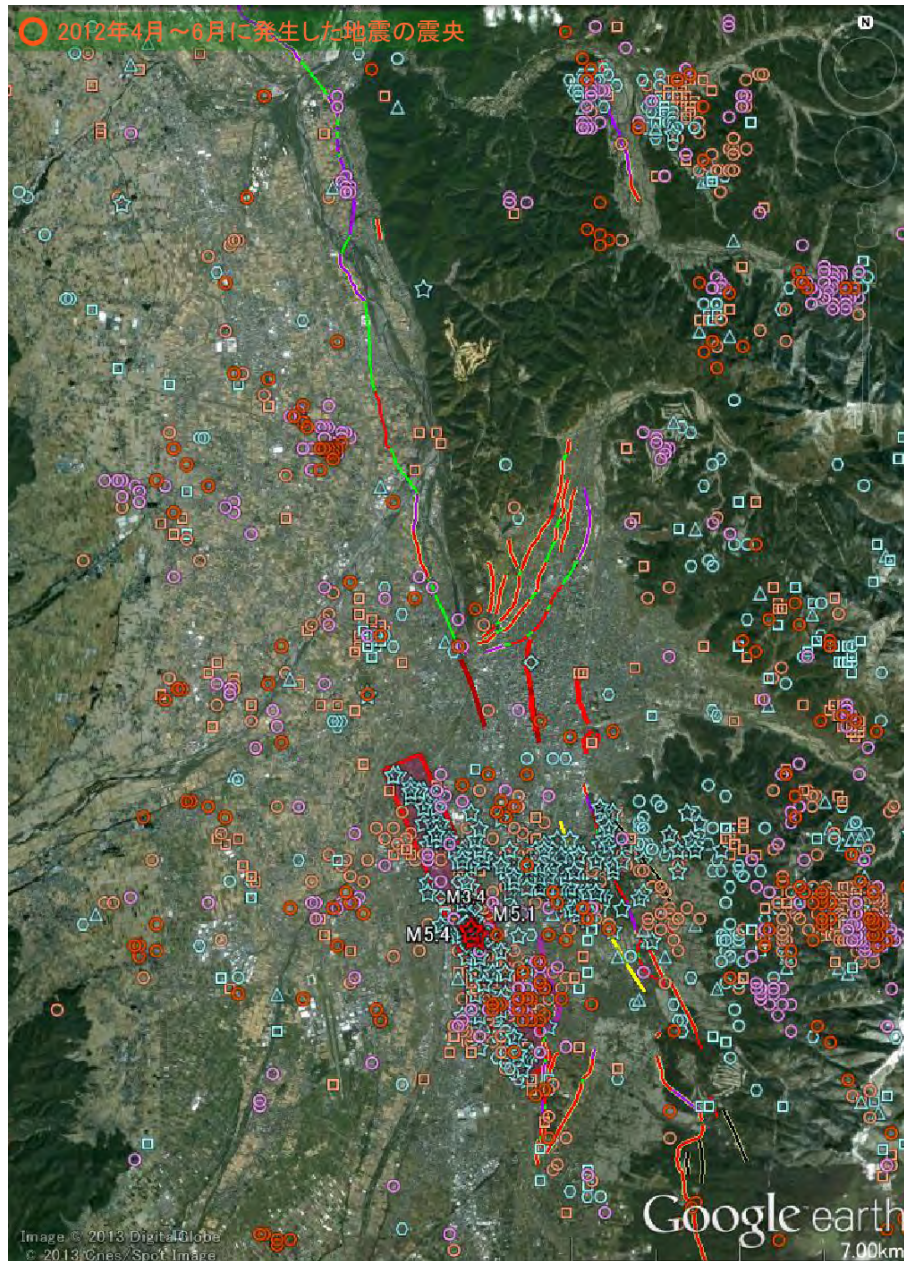 2012年4月～6月に発生した地震の震央
N
M3.4
M5.1
M5.4
Google earth
Image © 2013 DigitalGlobe
© 2013 Cnes/Spot Image
7.00km